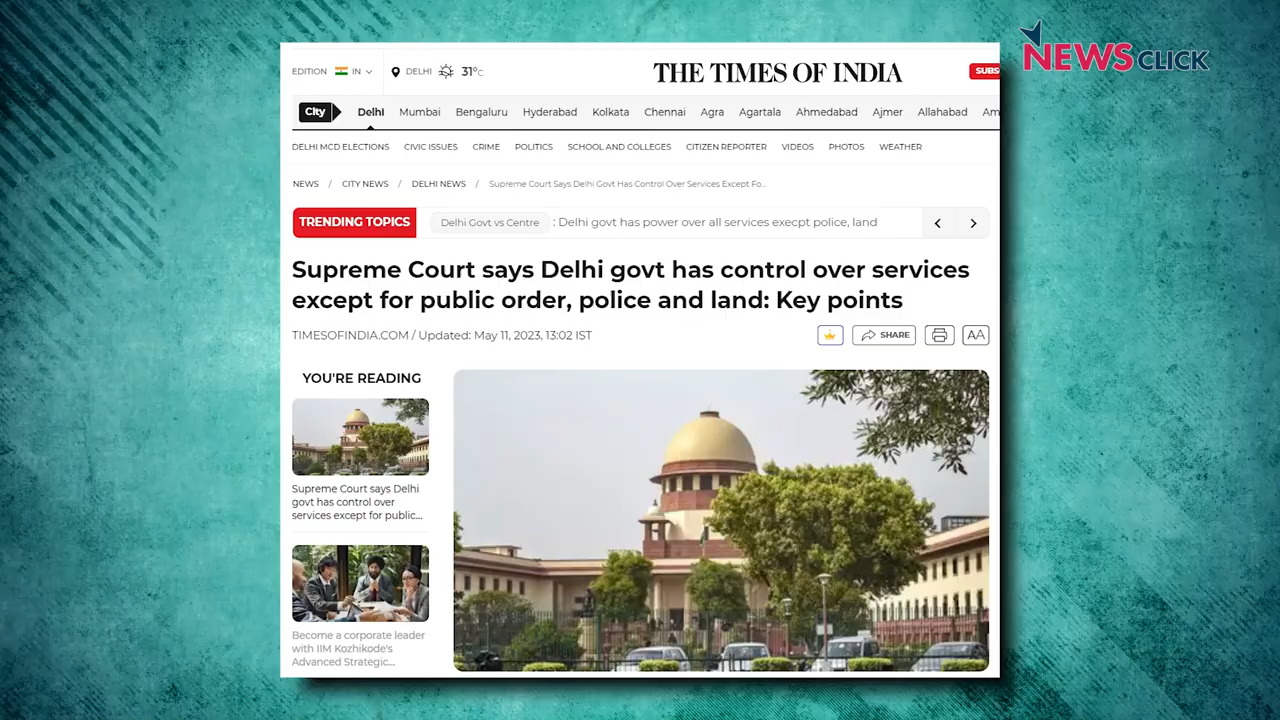 NEWSCLICK
EDITION IN DELHI 31°C THE TIMES OF INDIA SUBS
City Delhi Mumbai Bengaluru Hyderabad Kolkata Chennai Agra Agartala Ahmedabad Ajmer Allahabad Am
DELHI MCD ELECTIONS CIVIC ISSUES CRIME POLITICS SCHOOL AND COLLEGES CITIZEN REPORTER VIDEOS PHOTOS WEATHER
NEWS / CITY NEWS / DELHI NEWS / Supreme Court Says Delhi Govt Has Control Over Services Except Fo...
TRENDING TOPICS Delhi Govt vs Centre : Delhi govt has power over all services execpt police, land
Supreme Court says Delhi govt has control over services
except for public order, police and land: Key points
TIMESOFINDIA.COM / Updated: May 11, 2023, 13:02 IST SHARE AA
YOU'RE READING
Supreme Court says Delhi
govt has control over
services except for public...
Become a corporate leader
with IIM Kozhikode's
Advanced Strategic...